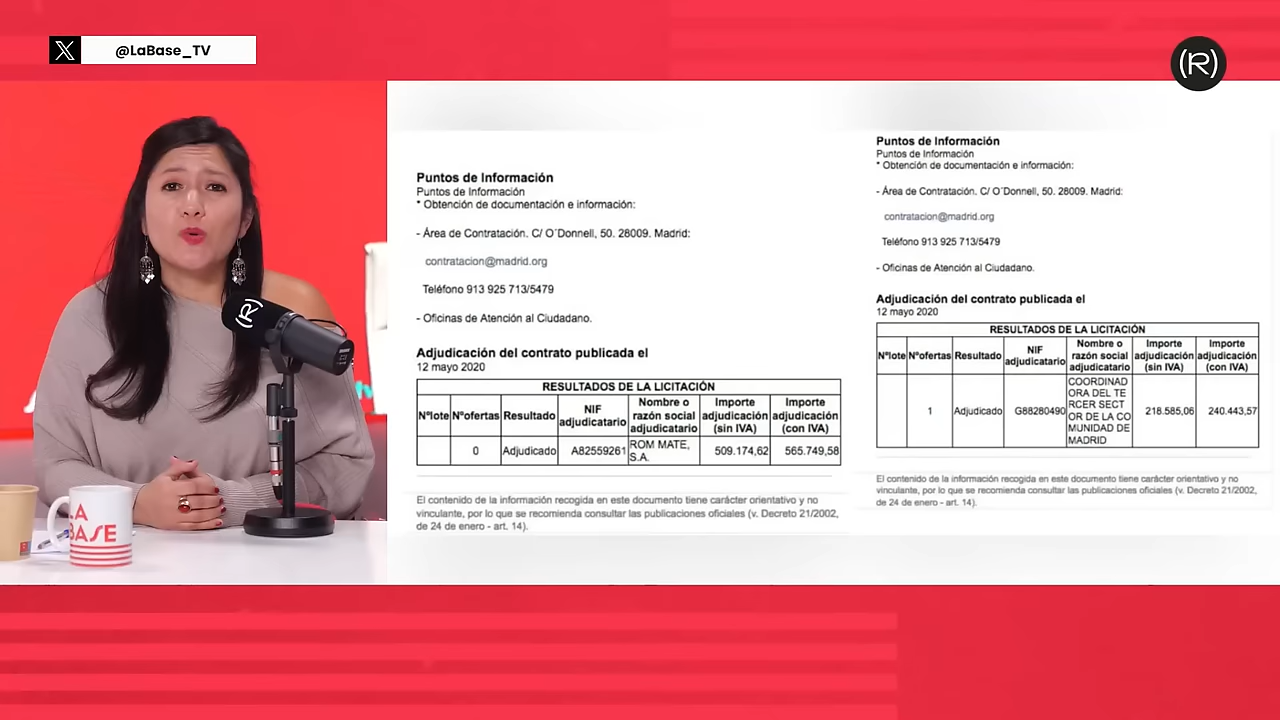 @LaBase_TV
(R)
Puntos de Información
Puntos de Información
* Obtención de documentación e información:
- Área de Contratación. C/ O´Donnell, 50. 28009. Madrid:
contratacion@madrid.org
Teléfono 913 925 713/5479
- Oficinas de Atención al Ciudadano.
Adjudicación del contrato publicada el
12 mayo 2020
RESULTADOS DE LA LICITACIÓN
NºloteNºofertas Resultado NIF adjudicatario Nombre o razón social adjudicatario Importe adjudicación (sin IVA) Importe adjudicación (con IVA)
0 Adjudicado A82559261 ROM MATE, S.A. 509.174,62 565.749,58
El contenido de la información recogida en este documento tiene carácter orientativo y no
vinculante, por lo que se recomienda consultar las publicaciones oficiales (v. Decreto 21/2002,
de 24 de enero - art. 14).
Puntos de Información
Puntos de Información
* Obtención de documentación e información:
- Área de Contratación. C/ O´Donnell, 50. 28009. Madrid:
contratacion@madrid.org
Teléfono 913 925 713/5479
- Oficinas de Atención al Ciudadano.
Adjudicación del contrato publicada el
12 mayo 2020
RESULTADOS DE LA LICITACIÓN
Nºlote Nºofertas Resultado NIF adjudicatario Nombre o razón social adjudicatario Importe adjudicación (sin IVA) Importe adjudicación (con IVA)
1 Adjudicado G88280490 COORDINAD ORA DEL TE RCER SECT OR DE LA CO MUNIDAD DE MADRID 218.585,06 240.443,57
El contenido de la información recogida en este documento tiene carácter orientativo y no
vinculante, por lo que se recomienda consultar las publicaciones oficiales (v. Decreto 21/2002,
de 24 de enero - art. 14).
(R)
LA
BASE